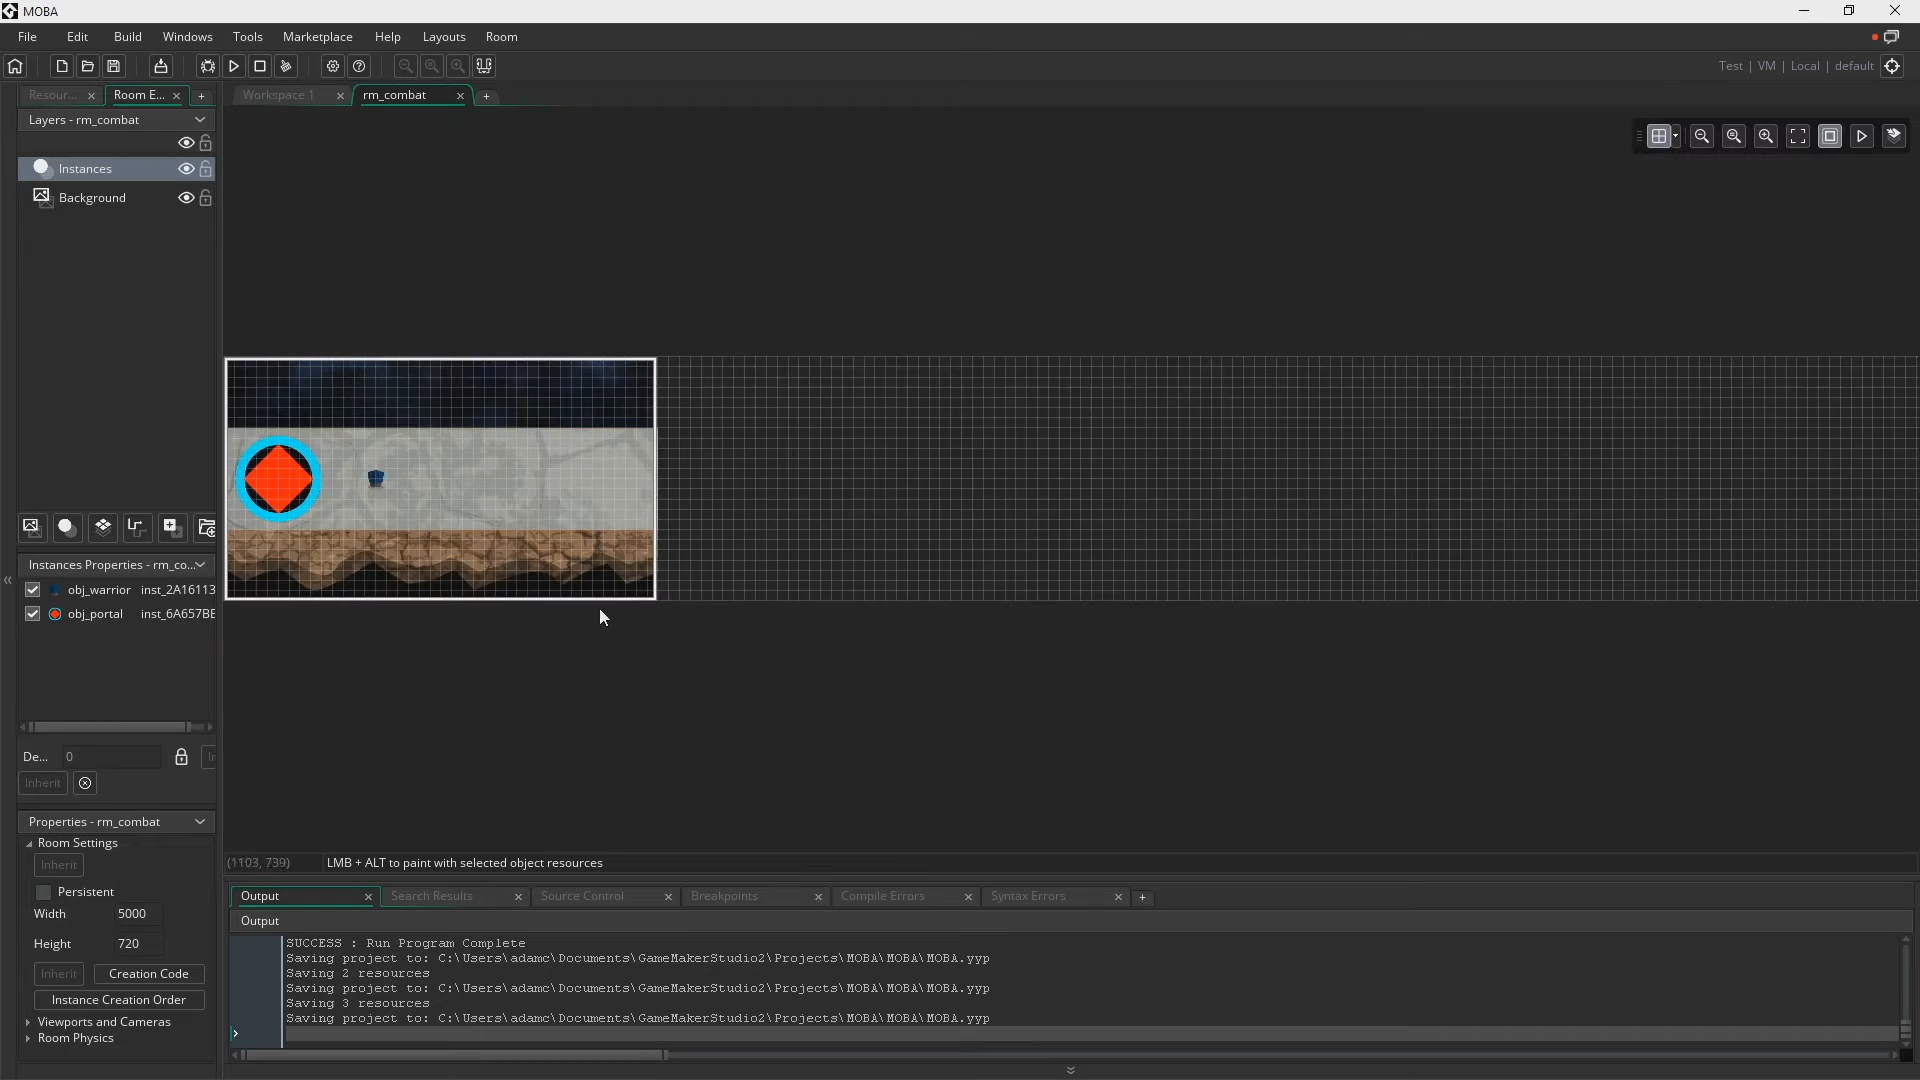 MOBA
File Edit Build Windows Tools Marketplace Help Layouts Room
Test | VM | Local | default
Resour... Room E... Workspace 1 rm_combat
Layers - rm_combat
Instances
Background
Instances Properties - rm_co...
obj_warrior inst_2A16113
obj_portal inst_6A657BE
De... 0
Inherit
Properties - rm_combat
Room Settings
Inherit
Persistent
Width 5000
Height 720
Inherit Creation Code
Instance Creation Order
Viewports and Cameras
Room Physics
(1103, 739) LMB + ALT to paint with selected object resources
Output Search Results Source Control Breakpoints Compile Errors Syntax Errors
Output
SUCCESS : Run Program Complete
Saving project to: C:\Users\adamc\Documents\GameMakerStudio2\Projects\MOBA\MOBA\MOBA.yyp
Saving 2 resources
Saving project to: C:\Users\adamc\Documents\GameMakerStudio2\Projects\MOBA\MOBA\MOBA.yyp
Saving 3 resources
Saving project to: C:\Users\adamc\Documents\GameMakerStudio2\Projects\MOBA\MOBA\MOBA.yyp